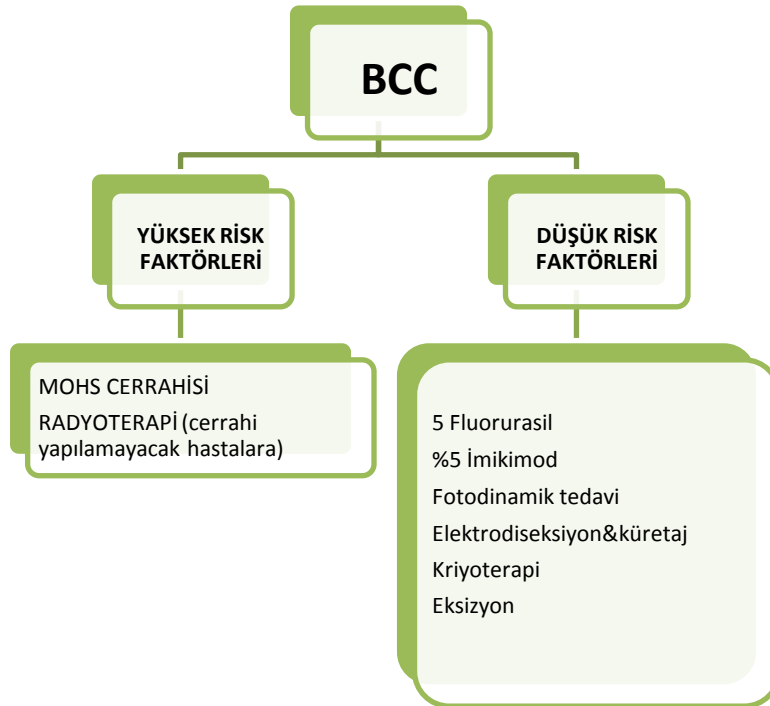 BCC
YÜKSEK RİSK
FAKTÖRLERİ
DÜŞÜK RİSK
FAKTÖRLERİ
MOHS CERRAHİSİ
RADYOTERAPİ (cerrahi
yapılamayacak hastalara)
5 Fluorurasil
%5 İmikimod
Fotodinamik tedavi
Elektrodiseksiyon&küretaj
Kriyoterapi
Eksizyon